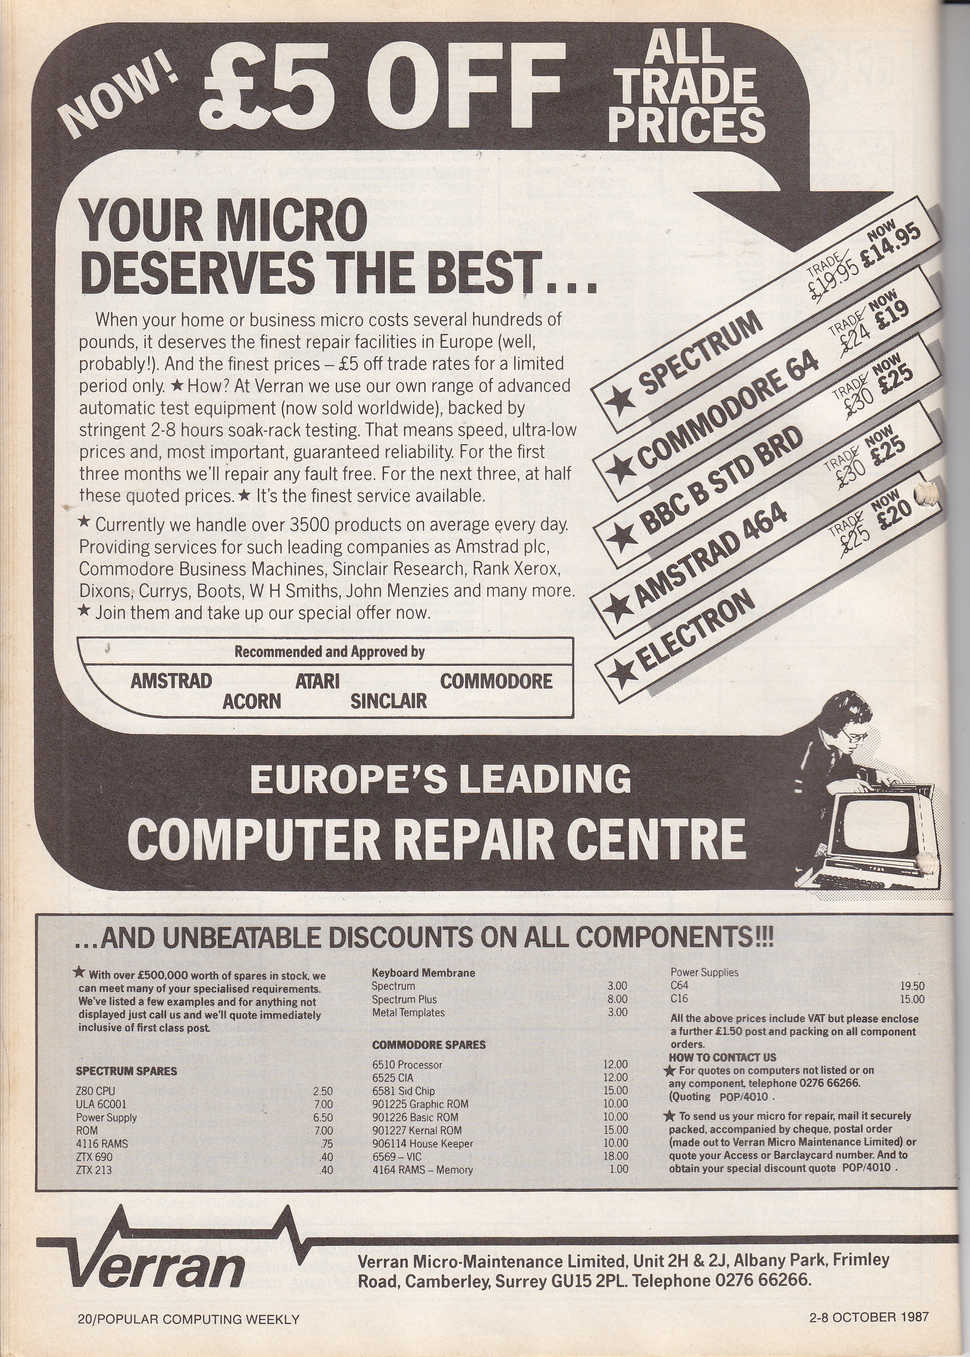 NOW! £5 OFF ALL
TRADE
PRICES
YOUR MICRO
DESERVES THE BEST...
When your home or business micro costs several hundreds of
pounds, it deserves the finest repair facilities in Europe (well,
probably!). And the finest prices – £5 off trade rates for a limited
period only. ★ How? At Verran we use our own range of advanced
automatic test equipment (now sold worldwide), backed by
stringent 2-8 hours soak-rack testing. That means speed, ultra-low
prices and, most important, guaranteed reliability. For the first
three months we'll repair any fault free. For the next three, at half
these quoted prices. ★ It's the finest service available.
★ Currently we handle over 3500 products on average every day.
Providing services for such leading companies as Amstrad plc,
Commodore Business Machines, Sinclair Research, Rank Xerox,
Dixons, Currys, Boots, W H Smiths, John Menzies and many more.
★ Join them and take up our special offer now.
★ SPECTRUM TRADE £19.95 NOW £14.95
★ COMMODORE 64 TRADE £24 NOW £19
★ BBC B STD BRD TRADE £30 NOW £25
★ AMSTRAD 464 TRADE £30 NOW £25
★ ELECTRON TRADE £25 NOW £20
Recommended and Approved by
AMSTRAD ATARI COMMODORE
ACORN SINCLAIR
EUROPE'S LEADING
COMPUTER REPAIR CENTRE
...AND UNBEATABLE DISCOUNTS ON ALL COMPONENTS!!!
★ With over £500,000 worth of spares in stock, we
can meet many of your specialised requirements.
We've listed a few examples and for anything not
displayed just call us and we'll quote immediately
inclusive of first class post.
SPECTRUM SPARES
Z80 CPU 2.50
ULA 6C001 7.00
Power Supply 6.50
ROM 7.00
4116 RAMS .75
ZTX 690 .40
ZTX 213 .40
Keyboard Membrane
Spectrum 3.00
Spectrum Plus 8.00
Metal Templates 3.00
COMMODORE SPARES
6510 Processor 12.00
6525 CIA 12.00
6581 Sid Chip 15.00
901225 Graphic ROM 10.00
901226 Basic ROM 10.00
901227 Kernal ROM 15.00
906114 House Keeper 10.00
6569 – VIC 18.00
4164 RAMS – Memory 1.00
Power Supplies
C64 19.50
C16 15.00
All the above prices include VAT but please enclose
a further £1.50 post and packing on all component
orders.
HOW TO CONTACT US
★ For quotes on computers not listed or on
any component, telephone 0276 66266.
(Quoting POP/4010 .
★ To send us your micro for repair, mail it securely
packed, accompanied by cheque, postal order
(made out to Verran Micro Maintenance Limited) or
quote your Access or Barclaycard number. And to
obtain your special discount quote POP/4010 .
Verran
Verran Micro-Maintenance Limited, Unit 2H & 2J, Albany Park, Frimley
Road, Camberley, Surrey GU15 2PL. Telephone 0276 66266.
20/POPULAR COMPUTING WEEKLY
2-8 OCTOBER 1987